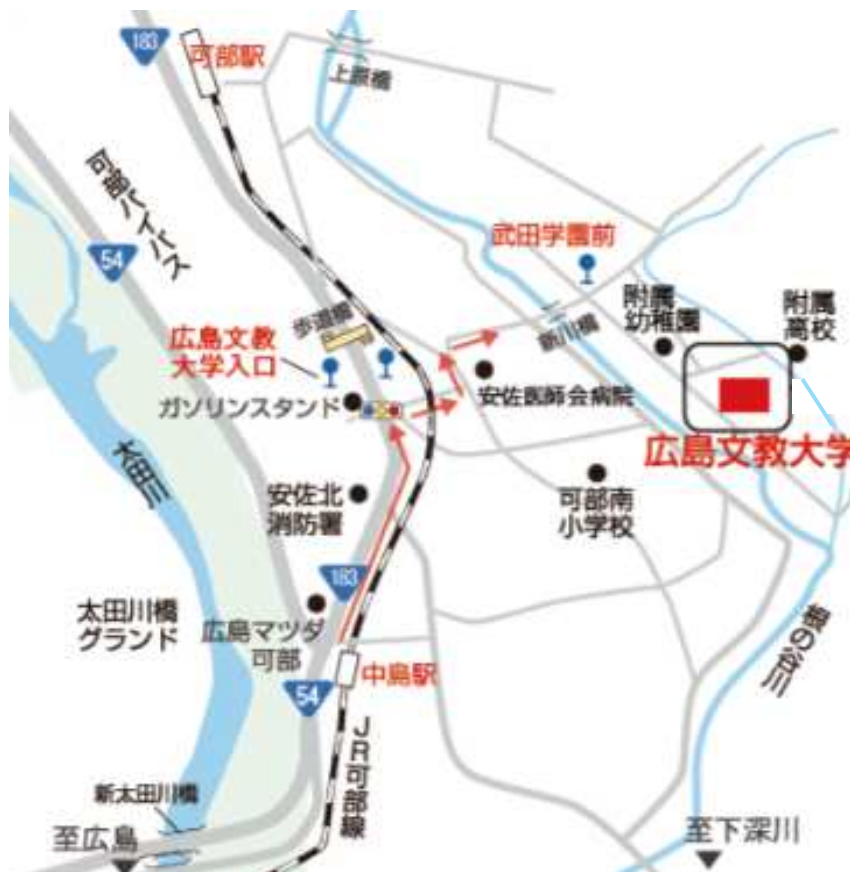 183
可部駅
上原橋
可部バイパス
54
武田学園前
歩道橋
新川橋
附属
幼稚園
附属
高校
広島文教
大学入口
ガソリンスタンド
安佐医師会病院
広島文教大学
太田川
安佐北
消防署
可部南
小学校
183
太田川橋
グランド
広島マツダ
可部
根の谷川
中島駅
54
JR可部線
新太田川橋
至広島
至下深川